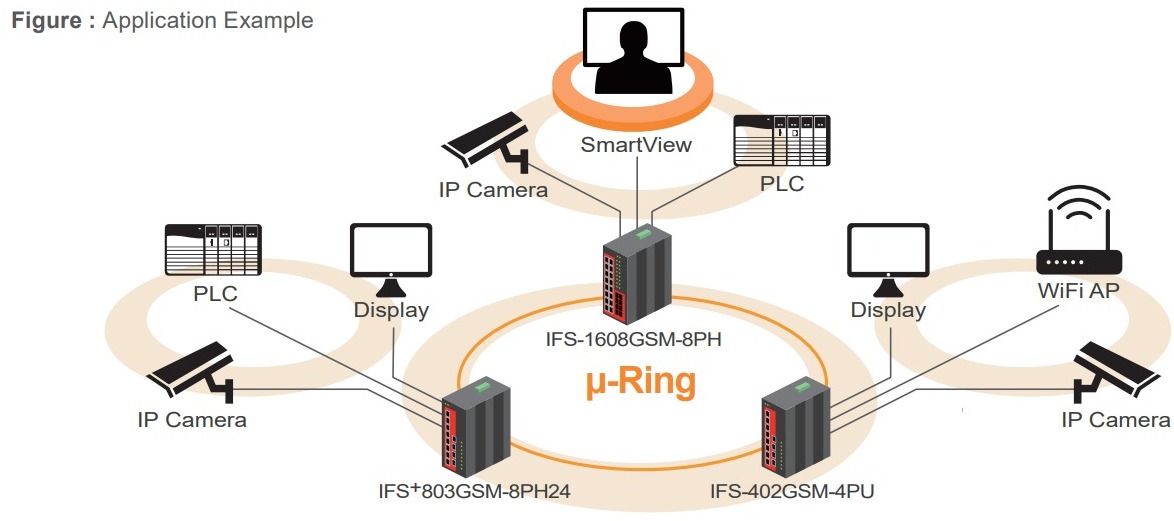 Figure : Application Example
SmartView
IP Camera
PLC
PLC
Display
Display
WiFi AP
IFS-1608GSM-8PH
µ-Ring
IP Camera
IP Camera
IFS+803GSM-8PH24
IFS-402GSM-4PU